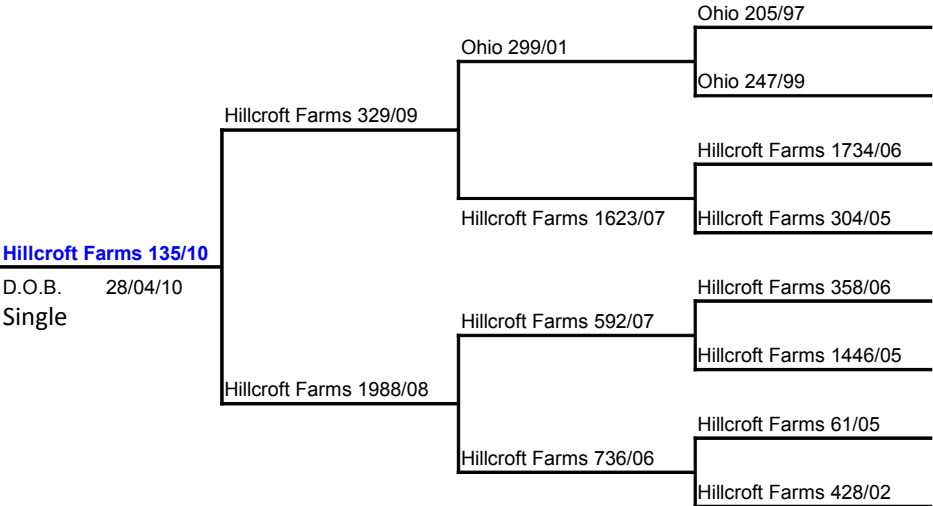 Ohio 205/97
Ohio 299/01
Ohio 247/99
Hillcroft Farms 329/09
Hillcroft Farms 1734/06
Hillcroft Farms 1623/07
Hillcroft Farms 304/05
Hillcroft Farms 135/10
D.O.B. 28/04/10
Single
Hillcroft Farms 358/06
Hillcroft Farms 592/07
Hillcroft Farms 1446/05
Hillcroft Farms 1988/08
Hillcroft Farms 61/05
Hillcroft Farms 736/06
Hillcroft Farms 428/02